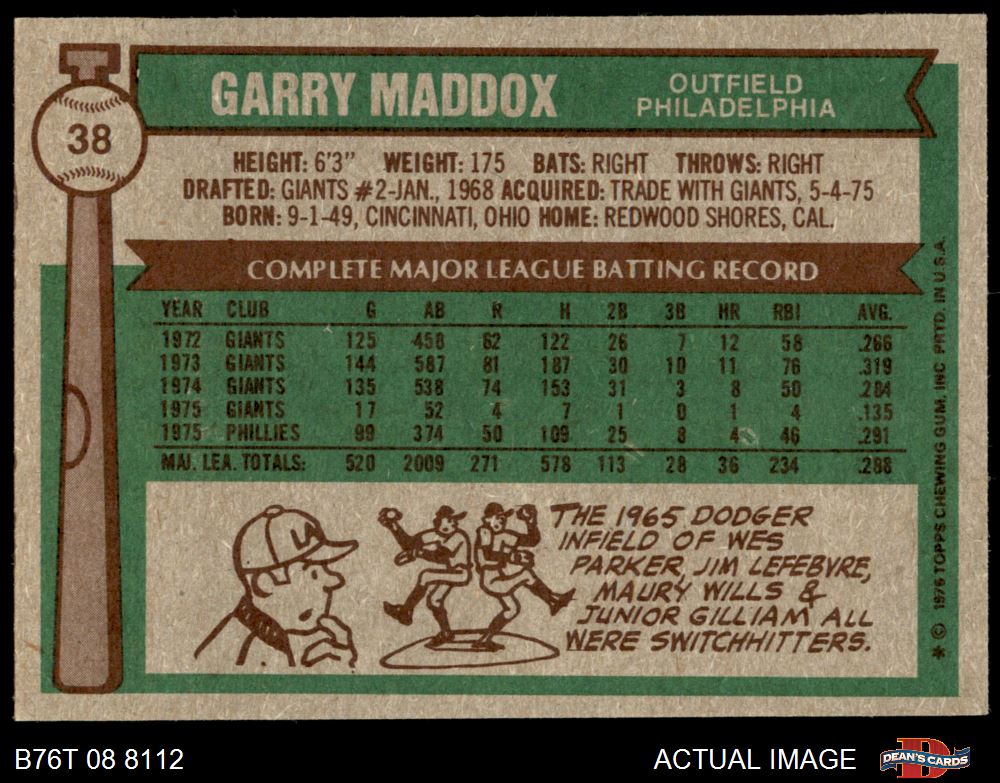 38
GARRY MADDOX
OUTFIELD
PHILADELPHIA
HEIGHT: 6'3" WEIGHT: 175 BATS: RIGHT THROWS: RIGHT
DRAFTED: GIANTS #2-JAN., 1968 ACQUIRED: TRADE WITH GIANTS, 5-4-75
BORN: 9-1-49, CINCINNATI, OHIO HOME: REDWOOD SHORES, CAL.
COMPLETE MAJOR LEAGUE BATTING RECORD
YEAR CLUB G AB R H 2B 3B HR RBI AVG.
1972 GIANTS 125 458 62 122 26 7 12 58 .266
1973 GIANTS 144 587 81 187 30 10 11 76 .319
1974 GIANTS 135 538 74 153 31 3 8 50 .284
1975 GIANTS 17 52 4 7 1 0 1 4 .135
1975 PHILLIES 99 374 50 109 25 8 4 46 .291
MAJ. LEA. TOTALS: 520 2009 271 578 113 28 36 234 .288
LA
THE 1965 DODGER
INFIELD OF WES
PARKER, JIM LEFEBVRE,
MAURY WILLS &
JUNIOR GILLIAM ALL
WERE SWITCHHITTERS.
* © 1976 TOPPS CHEWING GUM, INC PRTD. IN U.S.A.
B76T 08 8112
ACTUAL IMAGE
D
DEAN'S CARDS